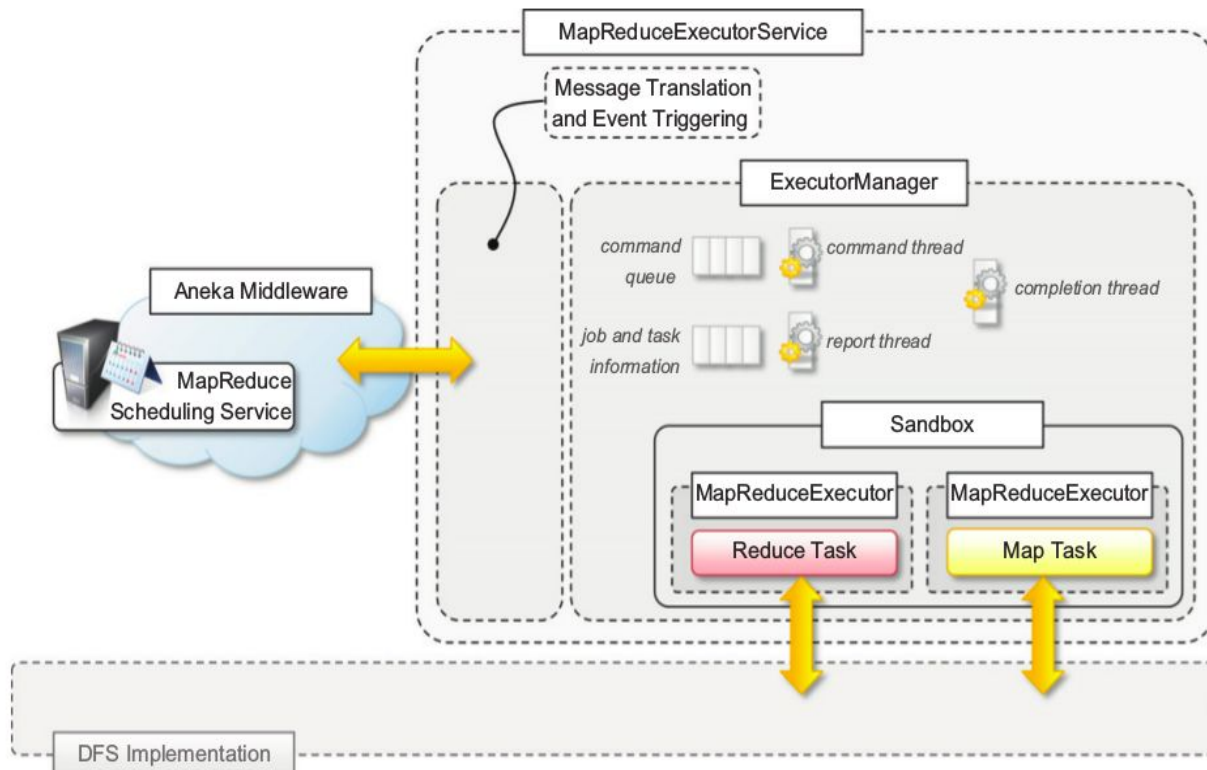 MapReduceExecutorService
Message Translation
and Event Triggering
ExecutorManager
command
queue
command thread
completion thread
job and task
information
report thread
Aneka Middleware
MapReduce
Scheduling Service
Sandbox
MapReduceExecutor
MapReduceExecutor
Reduce Task
Map Task
DFS Implementation